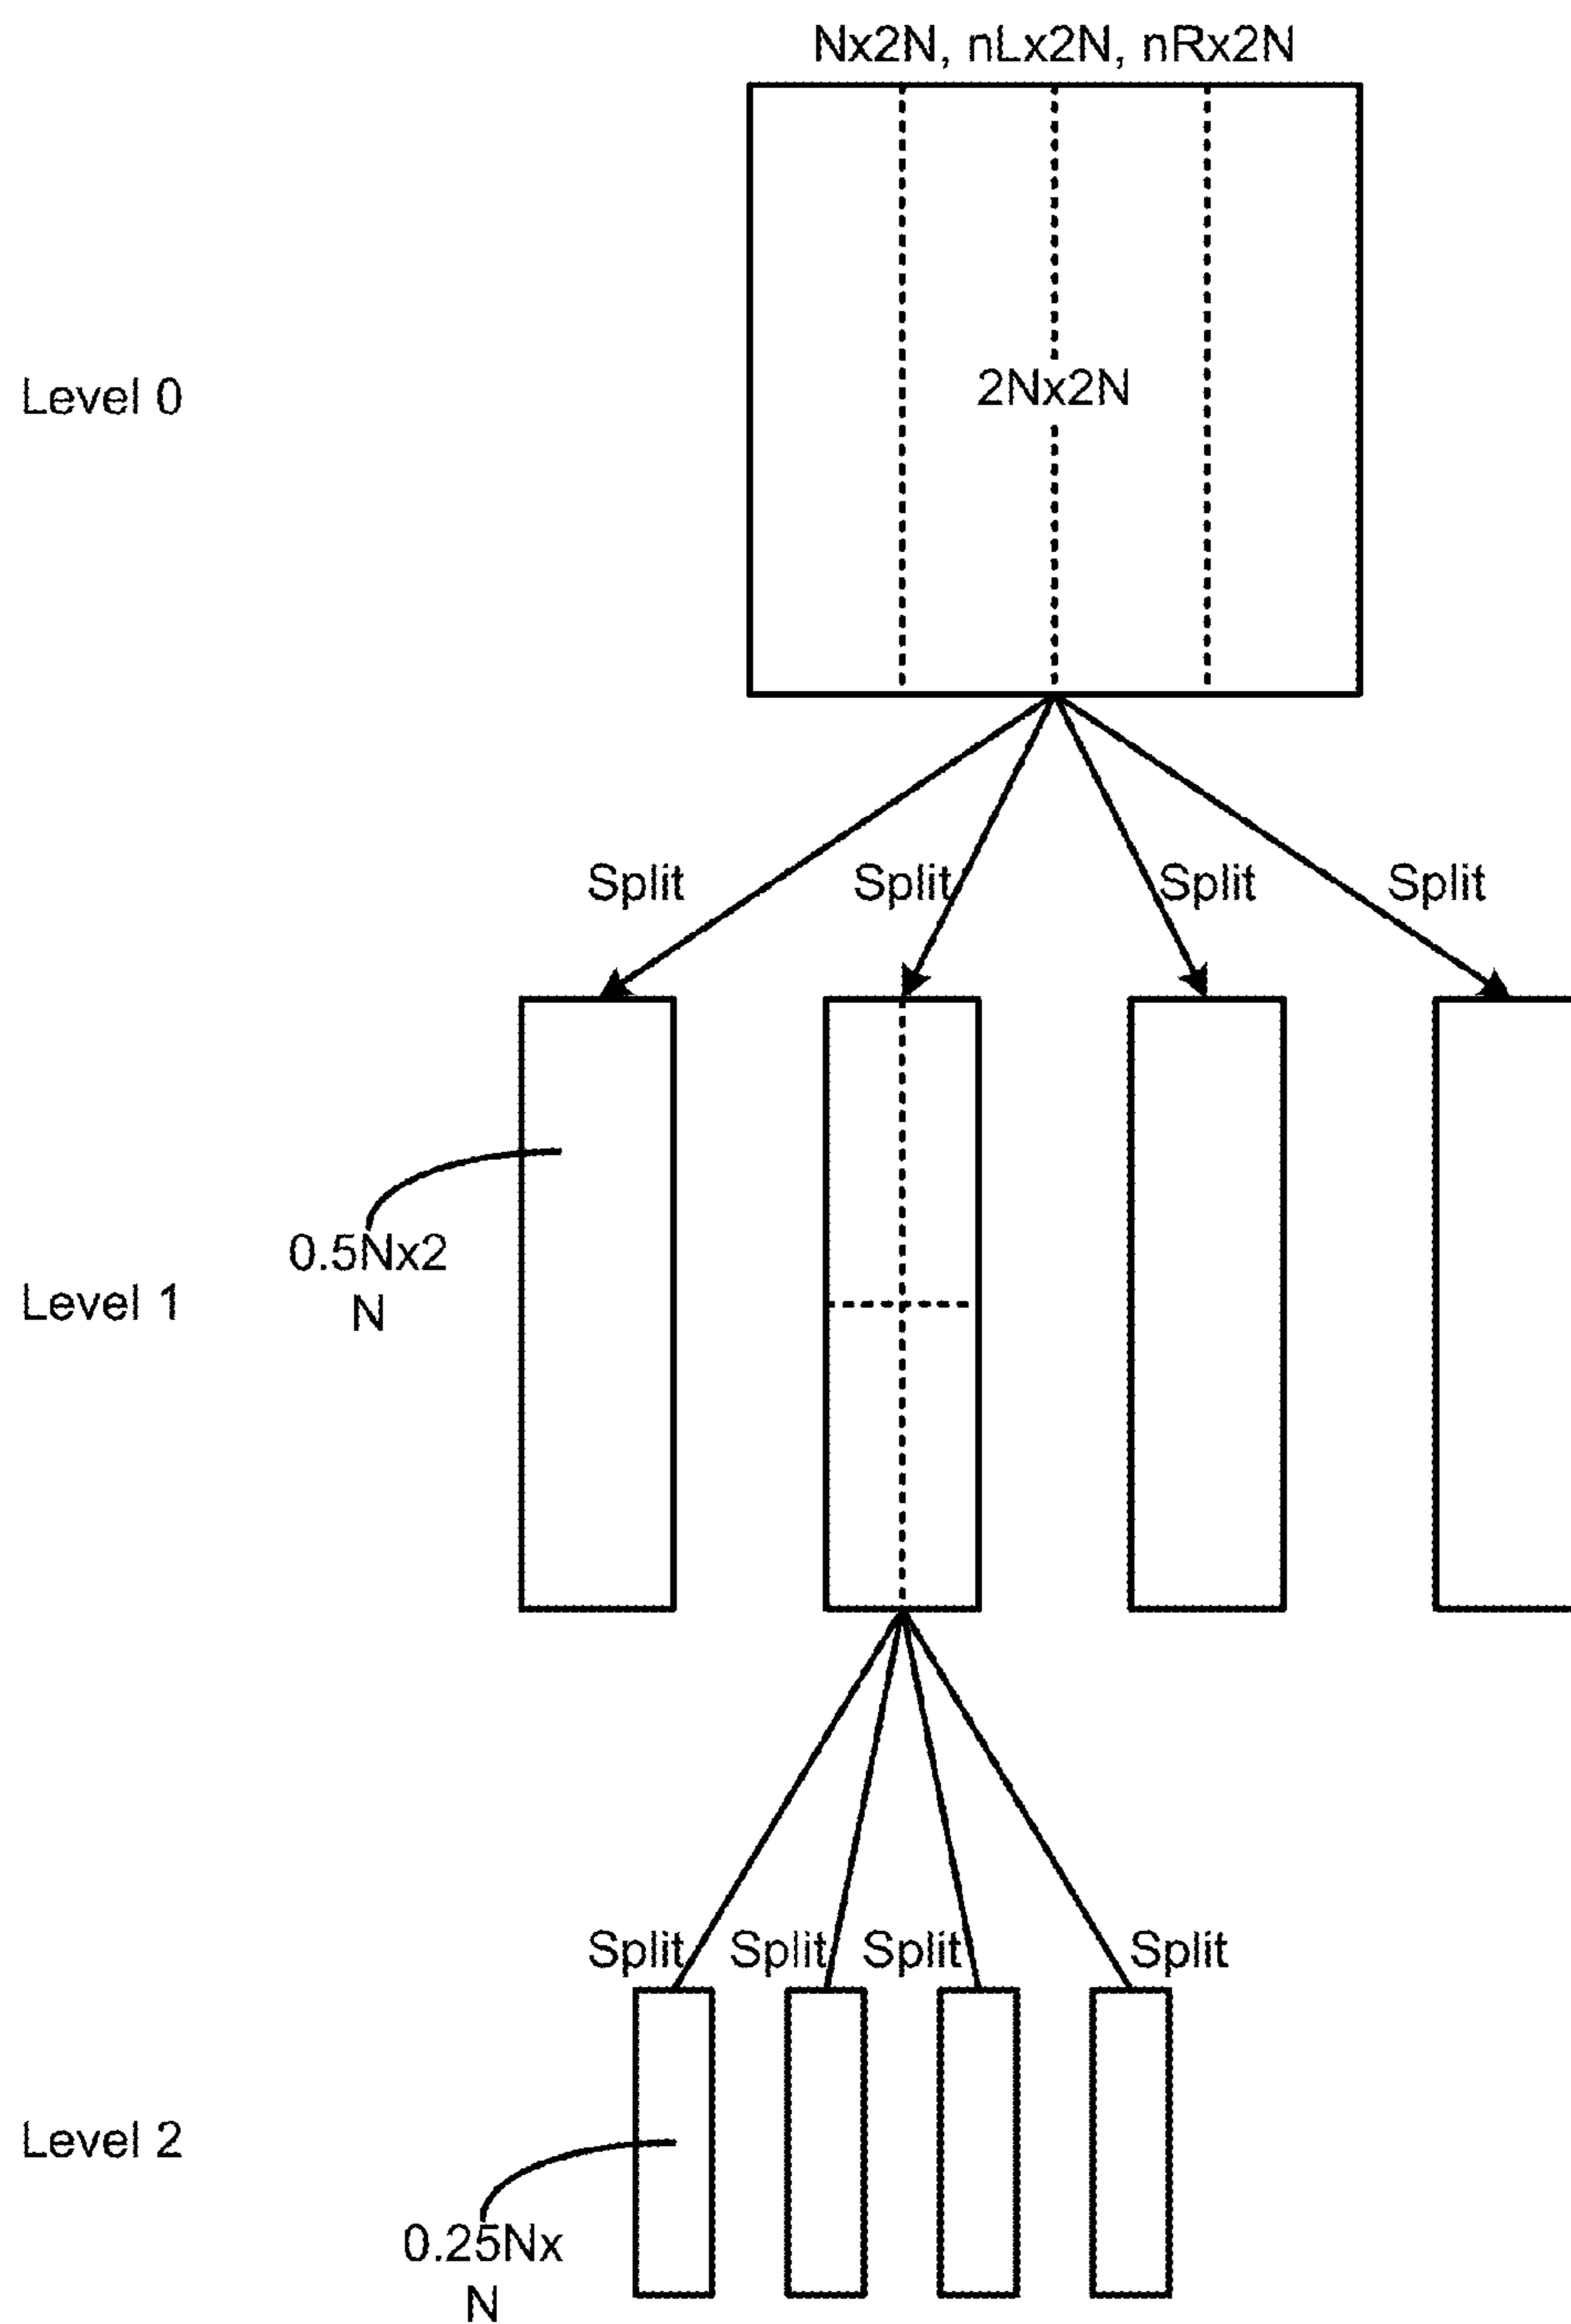 Nx2N, nLx2N, nRx2N
Level 0
2Nx2N
Split
Split
Split
Split
0.5Nx2
N
Level 1
Split
Split
Split
Split
Level 2
0.25Nx
N